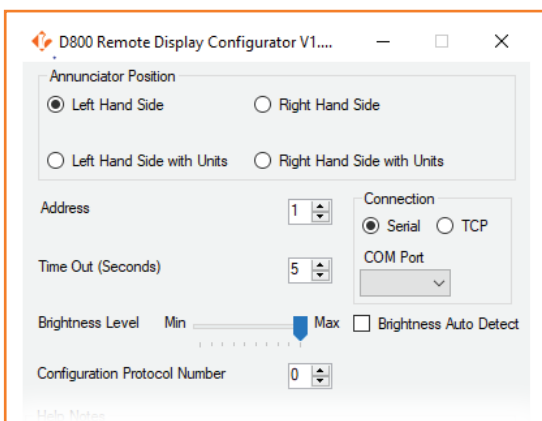 D800 Remote Display Configurator V1....
Annunciator Position
Left Hand Side
Right Hand Side
Left Hand Side with Units
Right Hand Side with Units
Address
1
Connection
Serial
TCP
Time Out (Seconds)
5
COM Port
Brightness Level
Min
Max
Brightness Auto Detect
Configuration Protocol Number
0
Help Notes